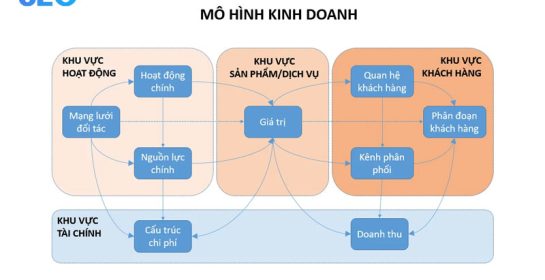 MÔ HÌNH KINH DOANH
KHU VỰC
HOẠT ĐỘNG
Hoạt động
chính
Mạng lưới
đối tác
Nguồn lực
chính
KHU VỰC
SẢN PHẨM/DỊCH VỤ
Giá trị
KHU VỰC
KHÁCH HÀNG
Quan hệ
khách hàng
Phân đoạn
khách hàng
Kênh phân
phối
KHU VỰC
TÀI CHÍNH
Cấu trúc
chi phí
Doanh thu